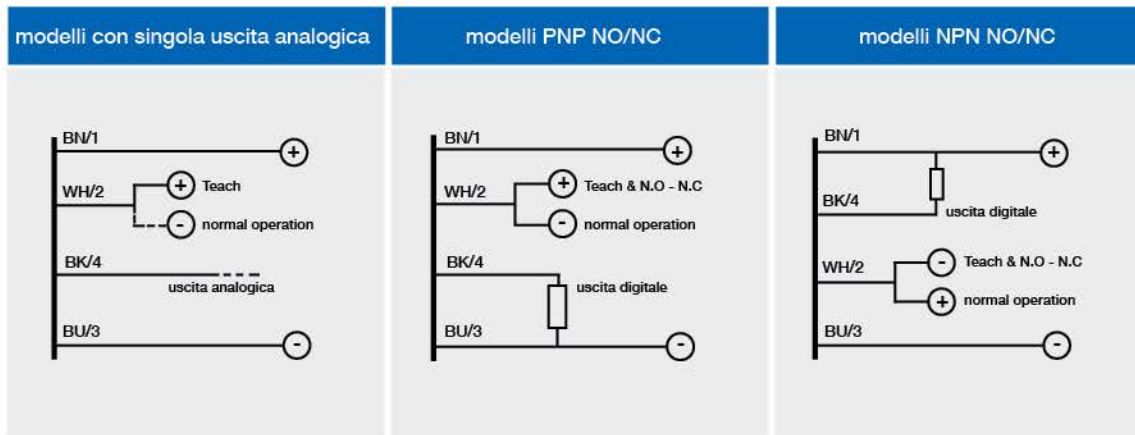 modelli con singola uscita analogica
BN/1
+
WH/2
+ Teach
- normal operation
BK/4
uscita analogica
BU/3
-
modelli PNP NO/NC
BN/1
+
WH/2
+ Teach & N.O - N.C
- normal operation
BK/4
uscita digitale
BU/3
-
modelli NPN NO/NC
BN/1
+
BK/4
uscita digitale
WH/2
- Teach & N.O - N.C
+ normal operation
BU/3
-